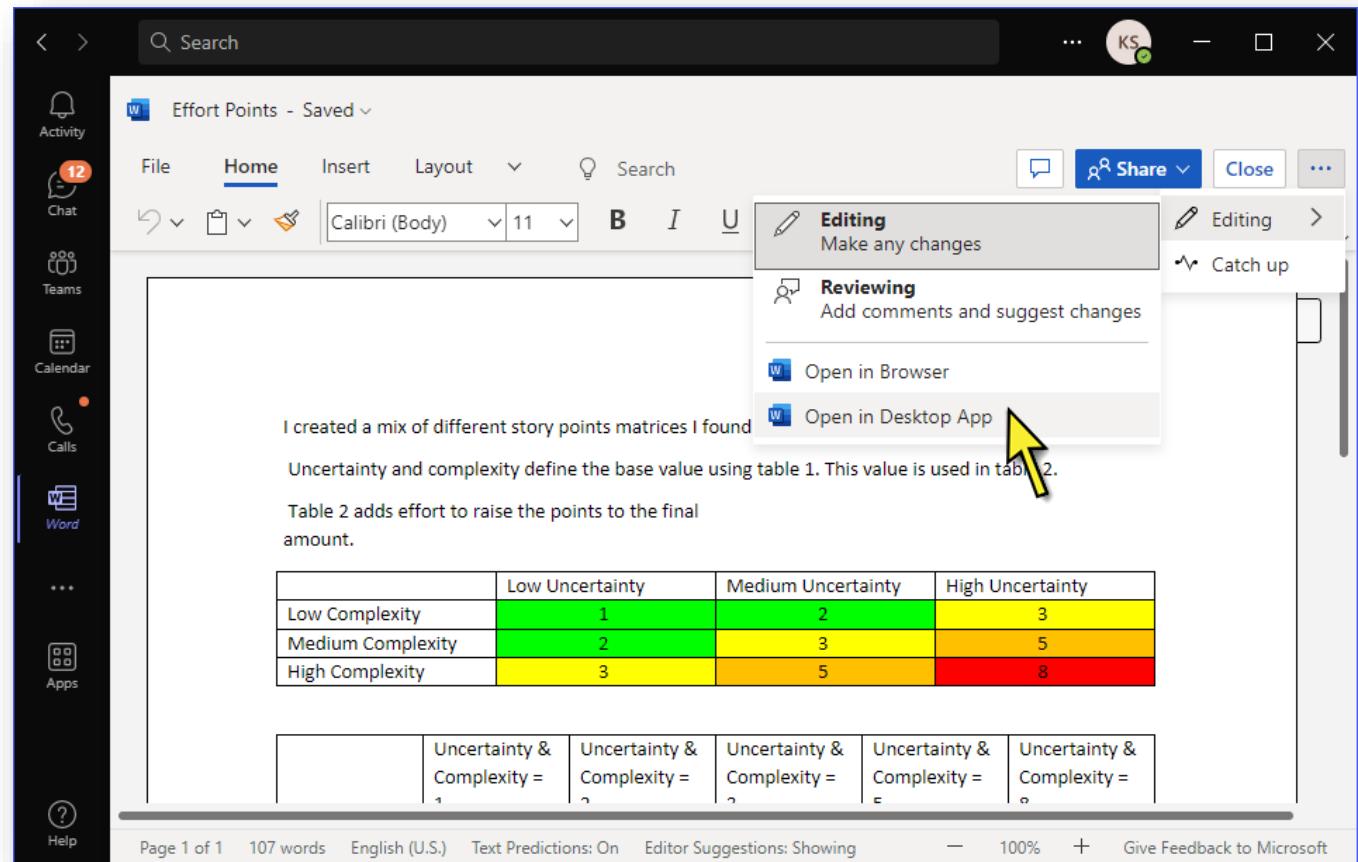 Search
KS
Activity
12
Chat
Teams
Calendar
Calls
Word
Apps
Help
Effort Points - Saved
File Home Insert Layout Search Share Close
Calibri (Body) 11 B I U
Editing
Make any changes
Reviewing
Add comments and suggest changes
Open in Browser
Open in Desktop App
Editing
Catch up
I created a mix of different story points matrices I found
Uncertainty and complexity define the base value using table 1. This value is used in table 2.
Table 2 adds effort to raise the points to the final
amount.
Low Uncertainty Medium Uncertainty High Uncertainty
Low Complexity 1 2 3
Medium Complexity 2 3 5
High Complexity 3 5 8
Uncertainty & Uncertainty & Uncertainty & Uncertainty & Uncertainty &
Complexity = Complexity = Complexity = Complexity = Complexity =
1 2 3 5 8
Page 1 of 1 107 words English (U.S.) Text Predictions: On Editor Suggestions: Showing 100% Give Feedback to Microsoft